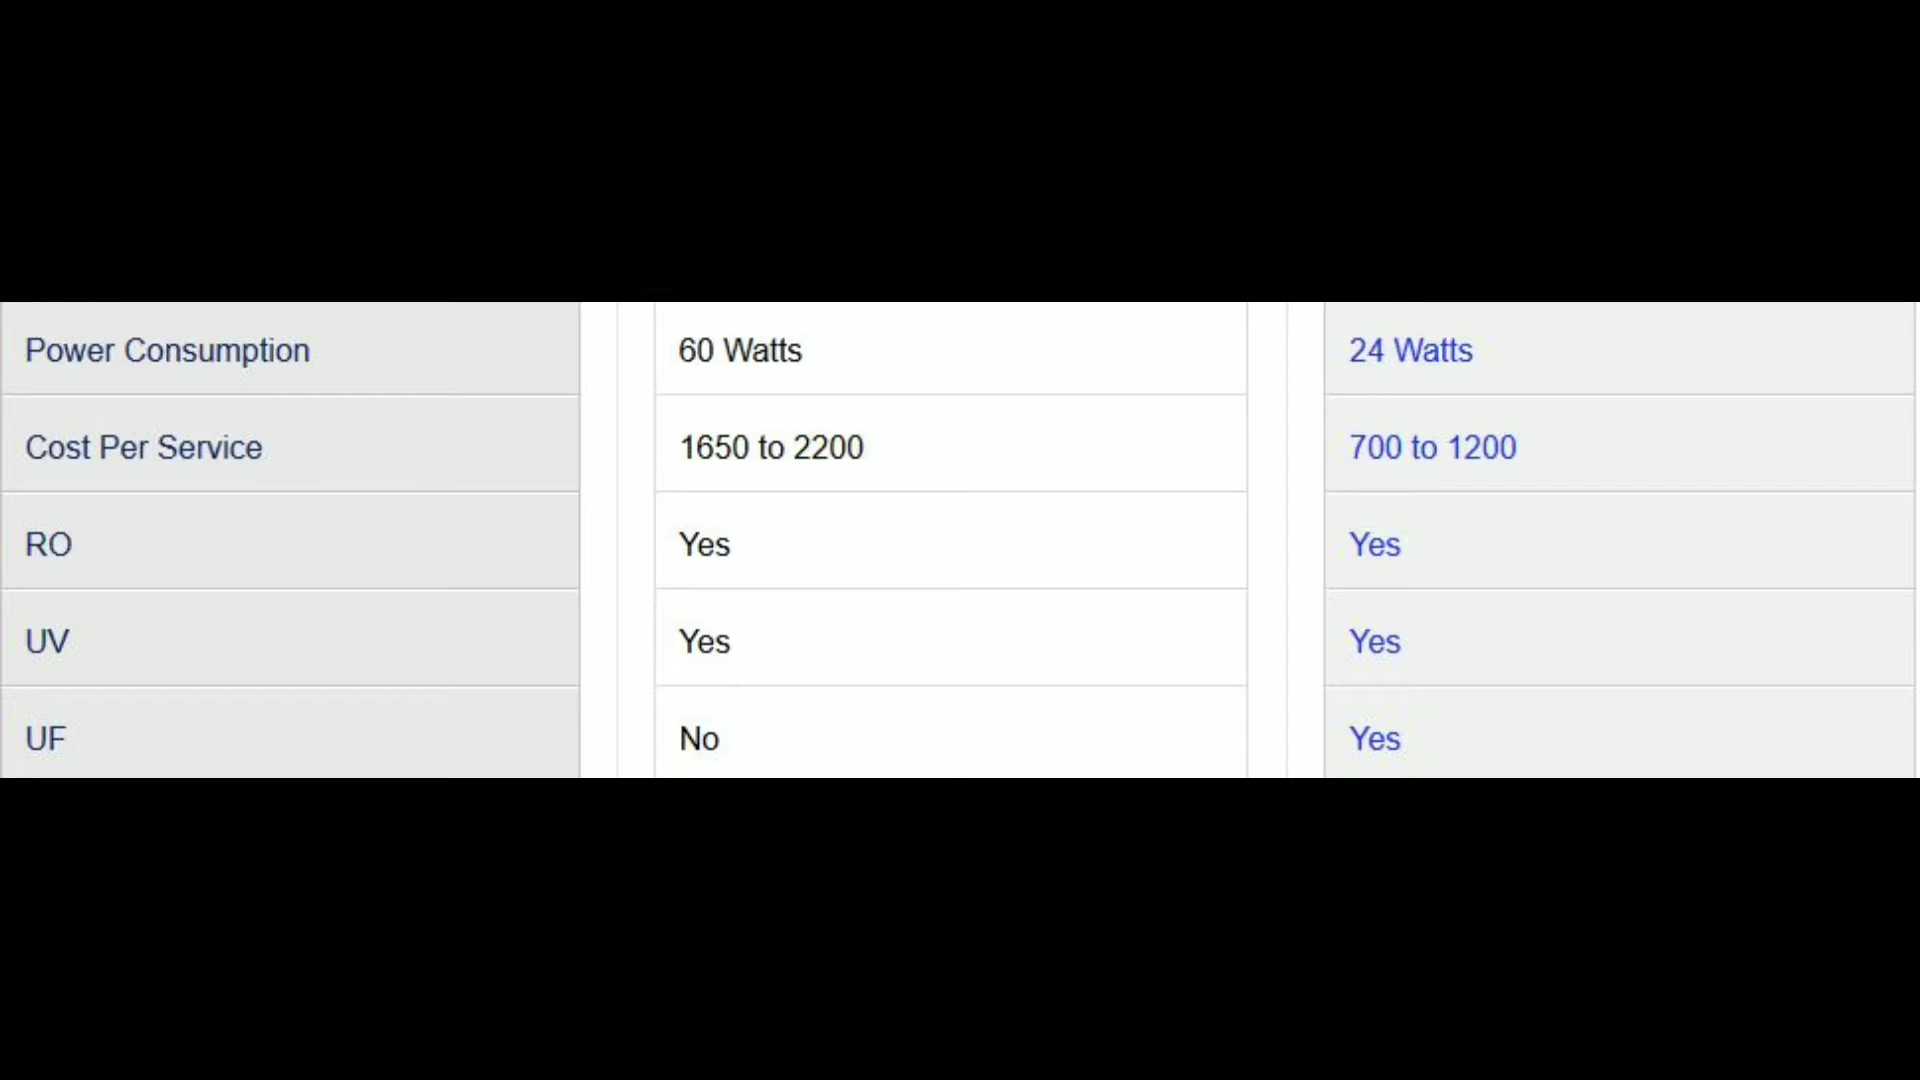 Power Consumption 60 Watts 24 Watts
Cost Per Service 1650 to 2200 700 to 1200
RO Yes Yes
UV Yes Yes
UF No Yes